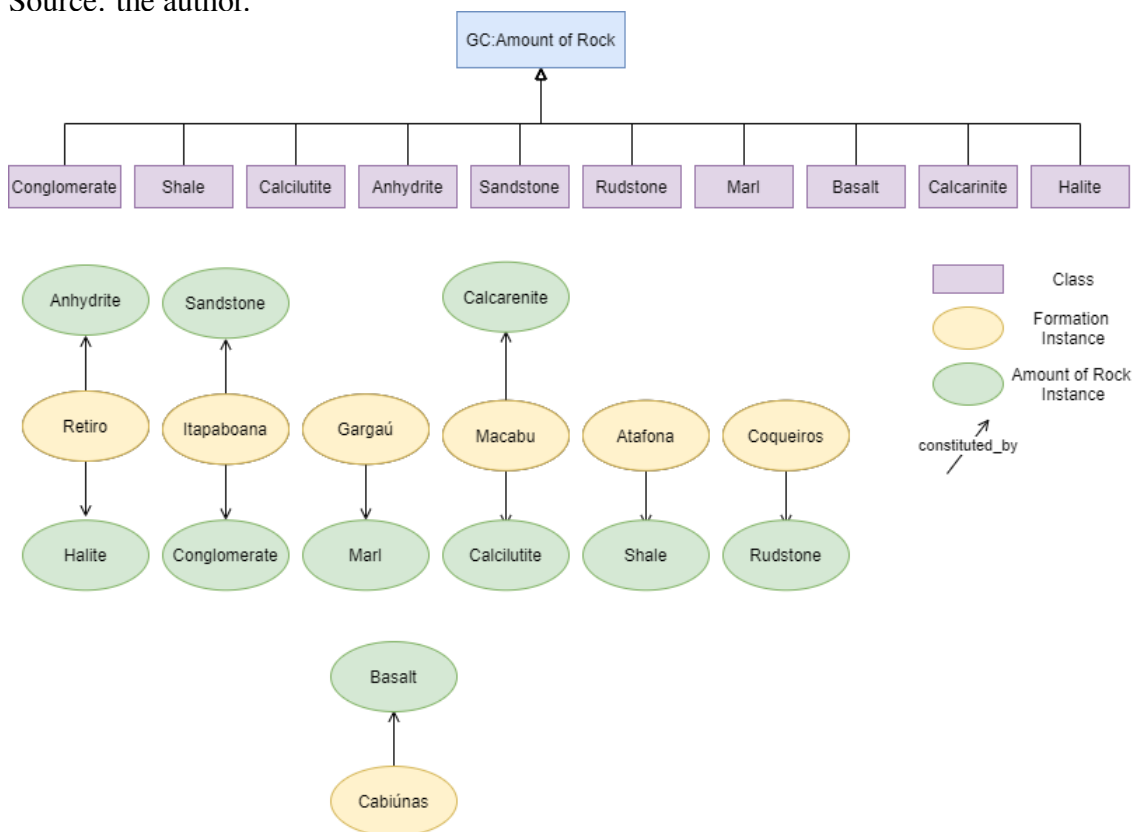 Source: the author.
GC:Amount of Rock
Conglomerate
Shale
Calcilutite
Anhydrite
Sandstone
Rudstone
Marl
Basalt
Calcarinite
Halite
Anhydrite
Sandstone
Calcarenite
Class
Formation
Instance
Amount of Rock
Instance
constituted_by
Retiro
Itapaboana
Gargaú
Macabu
Atafona
Coqueiros
Halite
Conglomerate
Marl
Calcilutite
Shale
Rudstone
Basalt
Cabiúnas